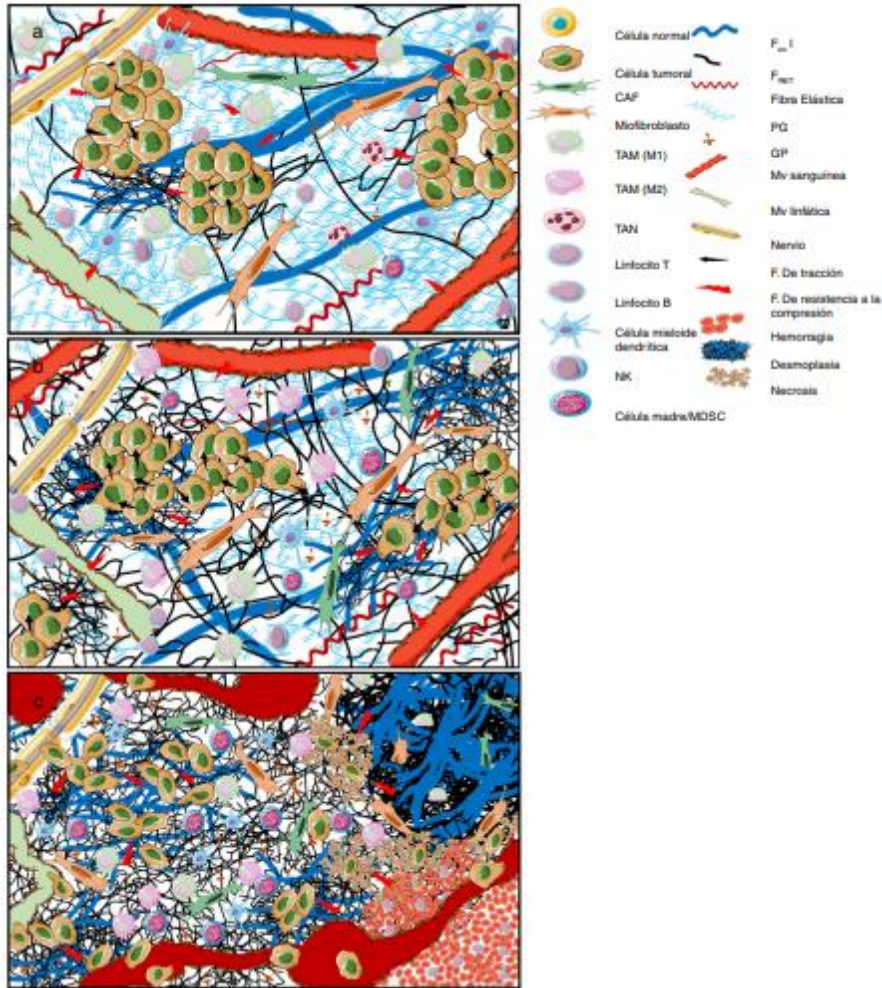 a
b
c
Célula normal
Célula tumoral
CAF
Miofibroblasto
TAM (M1)
TAM (M2)
TAN
Linfocito T
Linfocito B
Célula mieloide
dendrítica
NK
Célula madre/MDSC
F I
F
Fibra Elástica
PG
GP
Mv sanguínea
Mv linfática
Nervio
F. De tracción
F. De resistencia a la
compresión
Hemorragia
Desmoplasia
Necrosis